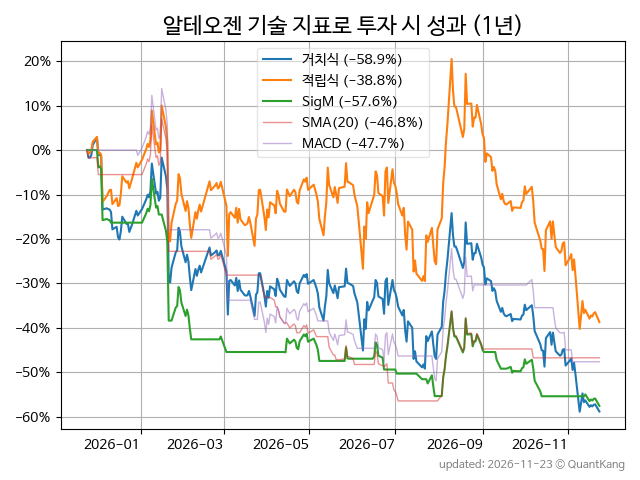 알테오젠 기술 지표로 투자 시 성과 (1년)
거치식 (−58.9%)
적립식 (−38.8%)
SigM (−57.6%)
SMA(20) (−46.8%)
MACD (−47.7%)
20%
10%
0%
−10%
−20%
−30%
−40%
−50%
−60%
2026-01 2026-03 2026-05 2026-07 2026-09 2026-11
updated: 2026-11-23 ⓒ QuantKang